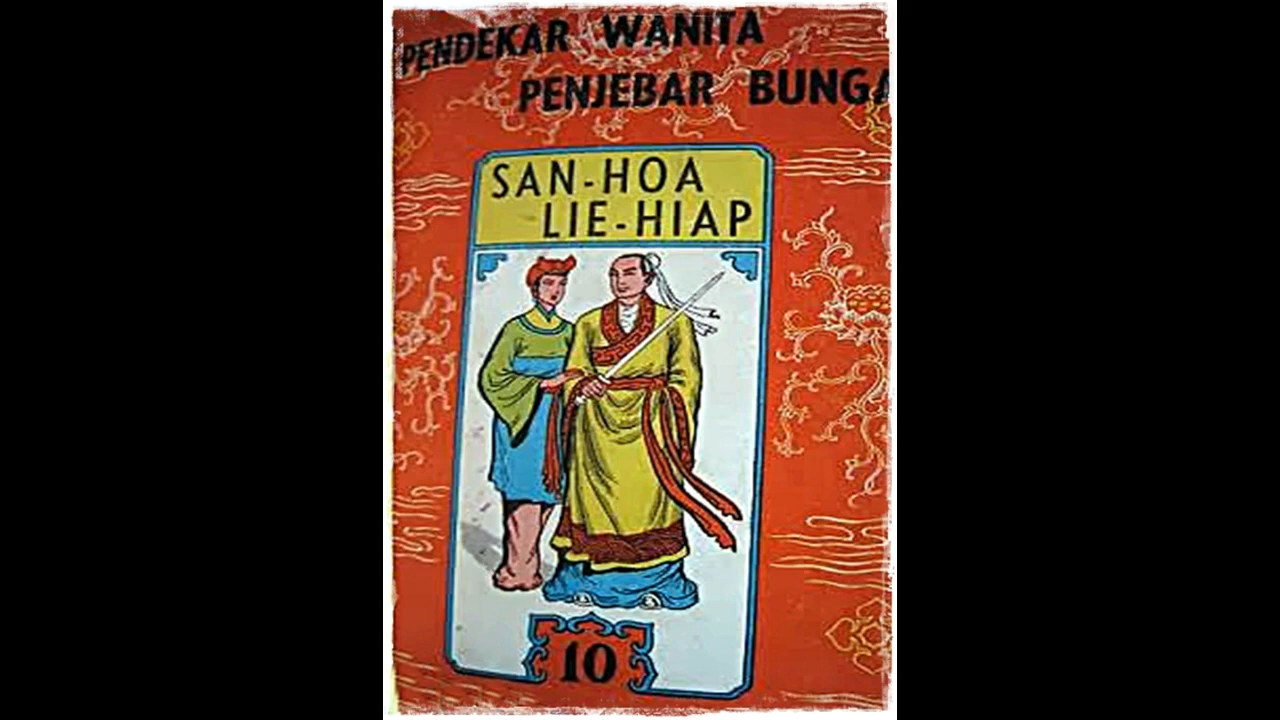 PENDEKAR WANITA
PENJEBAR BUNGA
SAN-HOA
LIE-HIAP
10